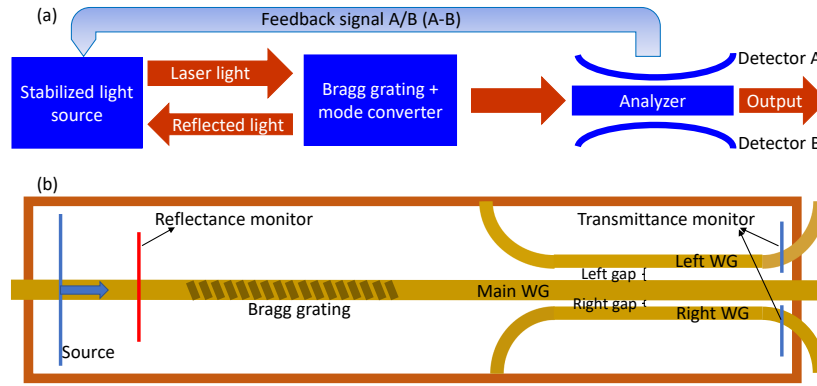 (a)
Feedback signal A/B (A-B)
Detector A
Stabilized light
source
Laser light
Reflected light
Bragg grating +
mode converter
Analyzer
Output
Detector B
(b)
Reflectance monitor
Transmittance monitor
Left WG
Left gap
Main WG
Right gap
Right WG
Bragg grating
Source